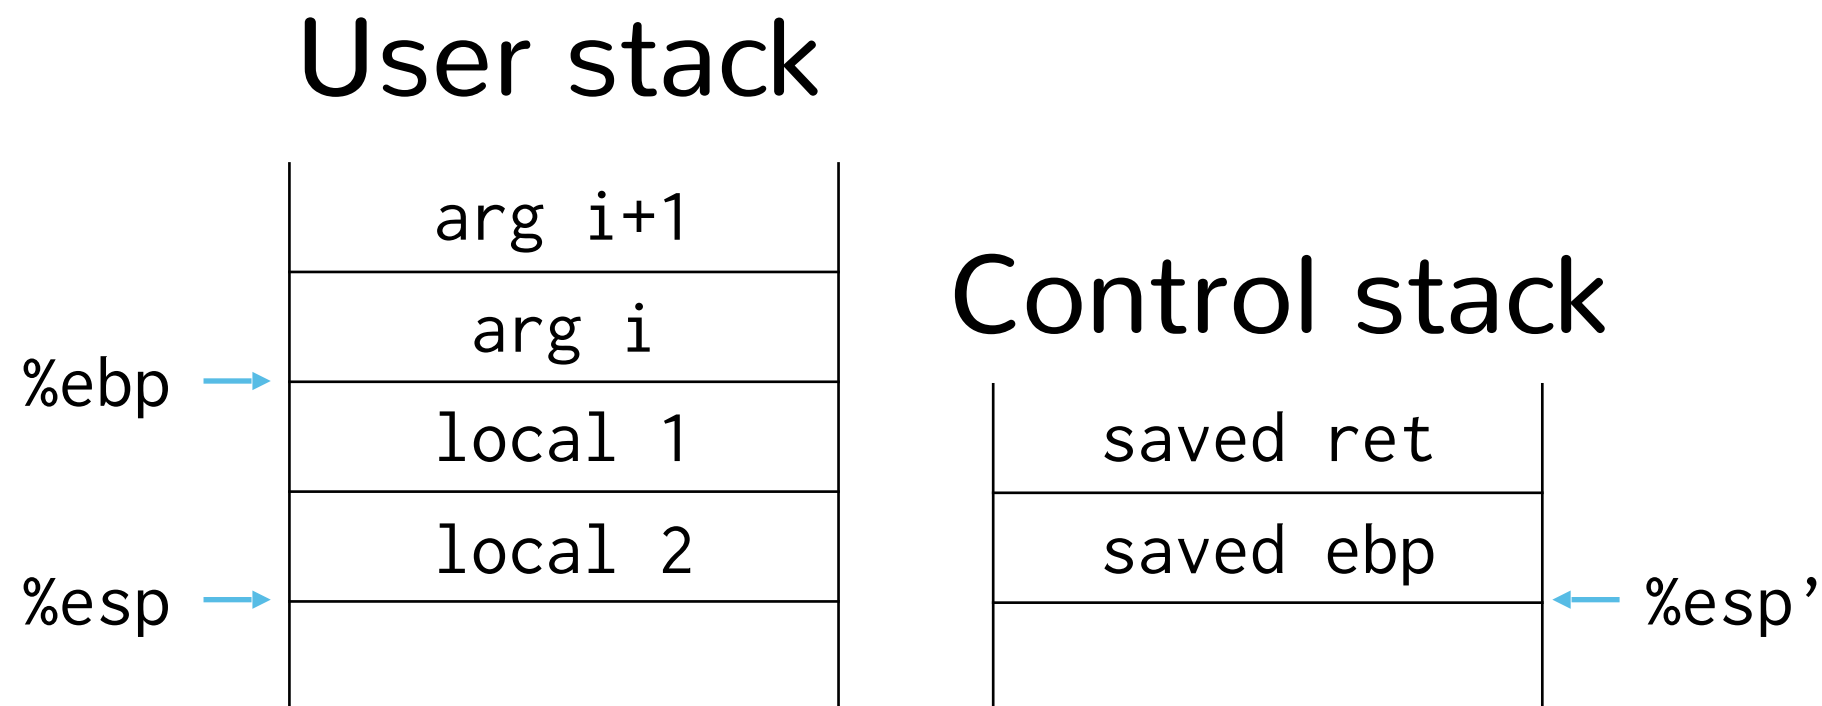 User stack
arg i+1
arg i
%ebp
local 1
local 2
%esp
Control stack
saved ret
saved ebp
%esp’